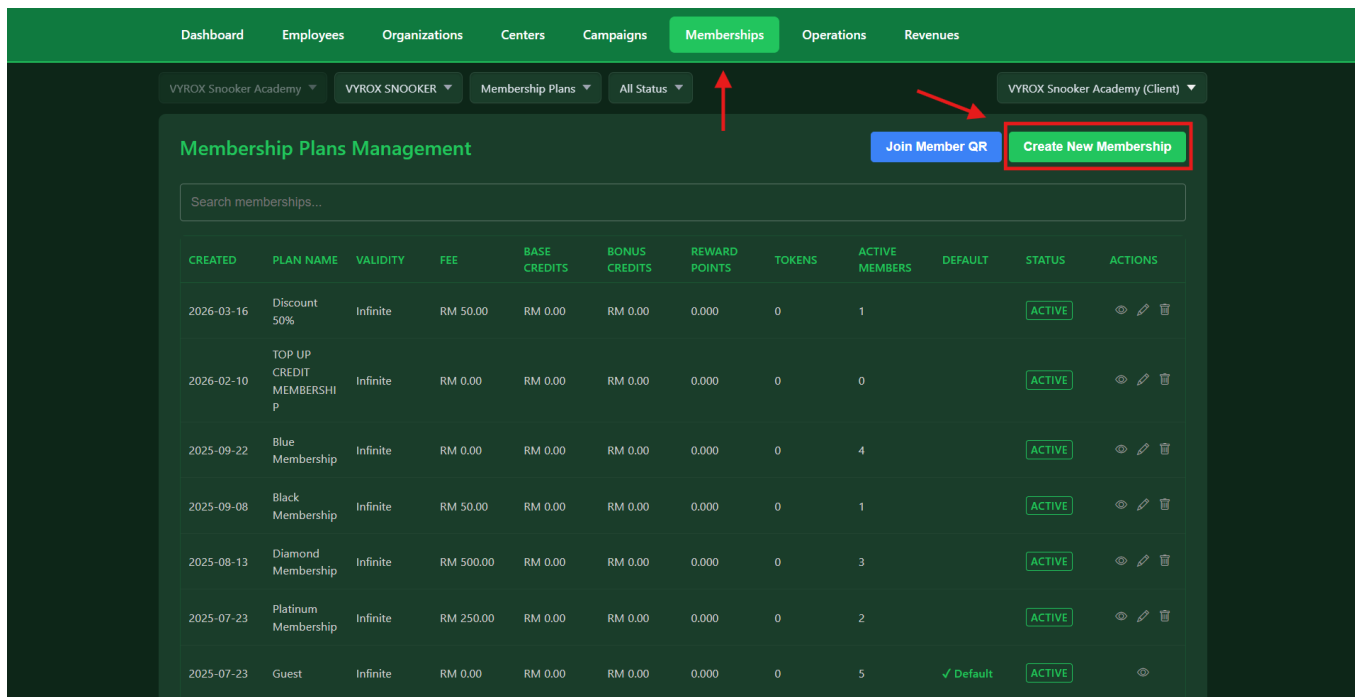 Dashboard Employees Organizations Centers Campaigns Memberships Operations Revenues
VYROX Snooker Academy VYROX SNOOKER Membership Plans All Status VYROX Snooker Academy (Client)
Membership Plans Management Join Member QR Create New Membership
Search memberships...
CREATED PLAN NAME VALIDITY FEE BASE CREDITS BONUS CREDITS REWARD POINTS TOKENS ACTIVE MEMBERS DEFAULT STATUS ACTIONS
2026-03-16 Discount 50% Infinite RM 50.00 RM 0.00 RM 0.00 0.000 0 1 ACTIVE
2026-02-10 TOP UP CREDIT MEMBERSHIP Infinite RM 0.00 RM 0.00 RM 0.00 0.000 0 0 ACTIVE
2025-09-22 Blue Membership Infinite RM 0.00 RM 0.00 RM 0.00 0.000 0 4 ACTIVE
2025-09-08 Black Membership Infinite RM 50.00 RM 0.00 RM 0.00 0.000 0 1 ACTIVE
2025-08-13 Diamond Membership Infinite RM 500.00 RM 0.00 RM 0.00 0.000 0 3 ACTIVE
2025-07-23 Platinum Membership Infinite RM 250.00 RM 0.00 RM 0.00 0.000 0 2 ACTIVE
2025-07-23 Guest Infinite RM 0.00 RM 0.00 RM 0.00 0.000 0 5 ✓ Default ACTIVE